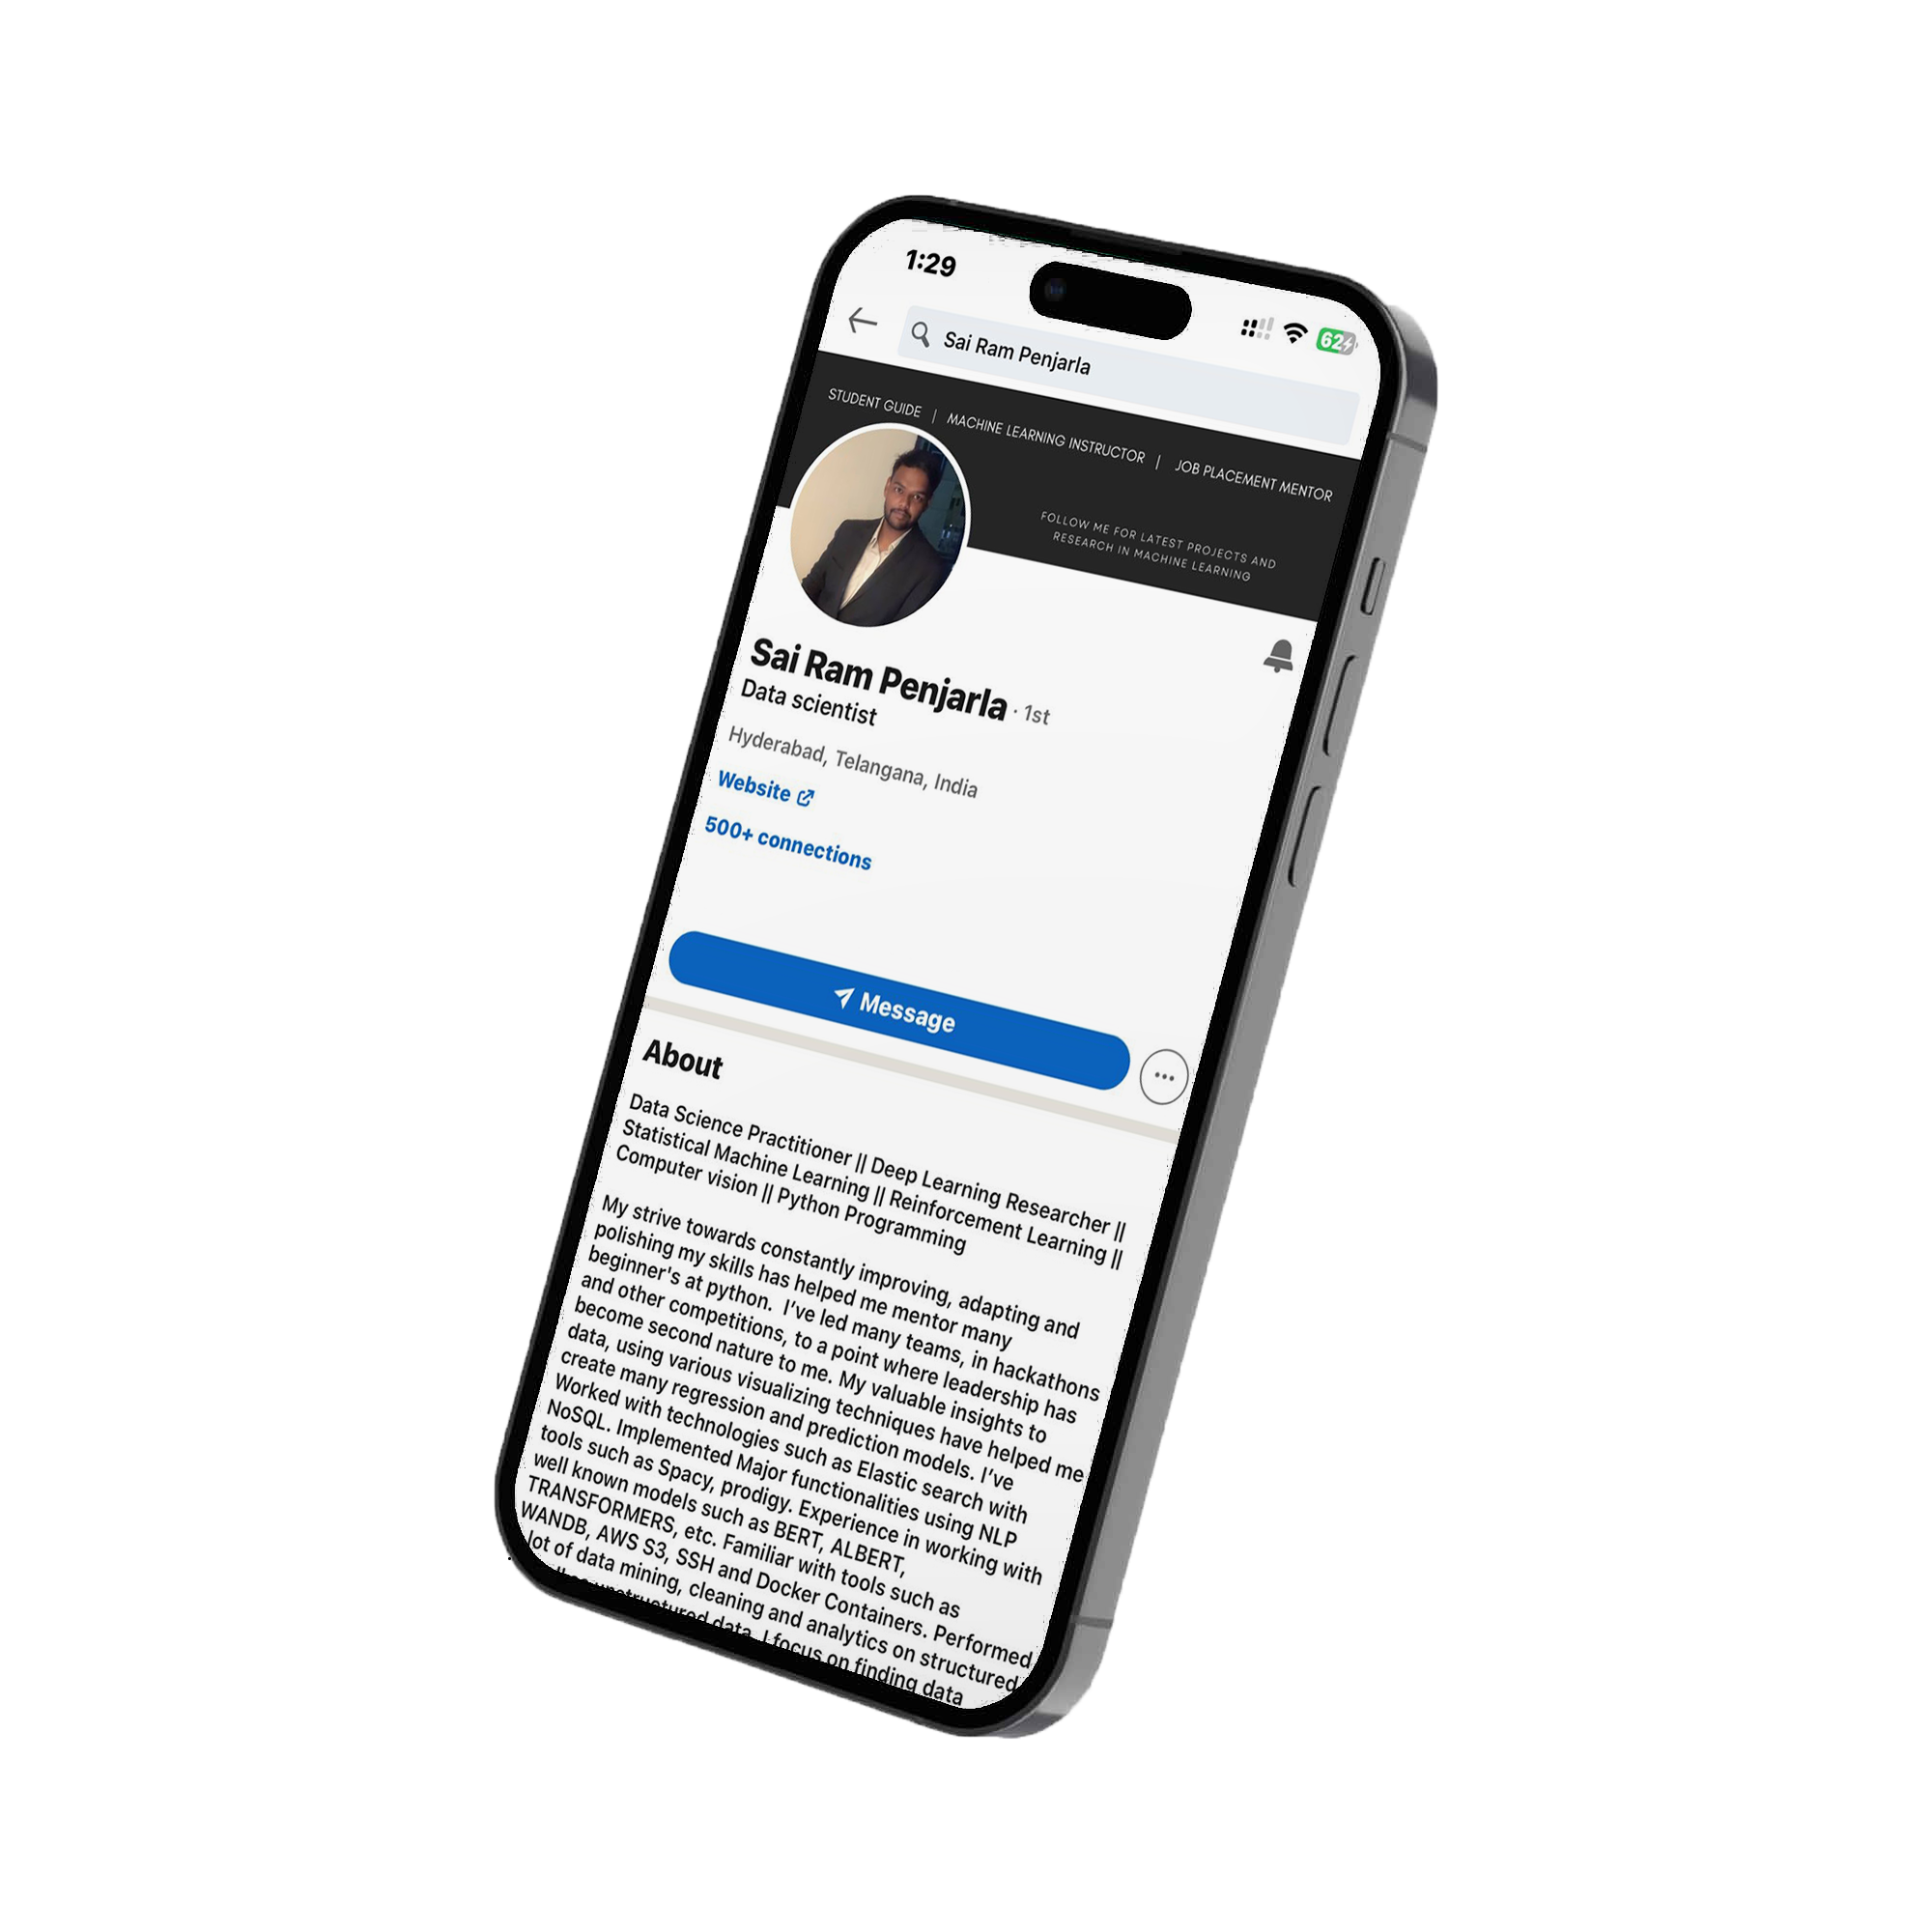 1:29
62
Sai Ram Penjarla
STUDENT GUIDE | MACHINE LEARNING INSTRUCTOR | JOB PLACEMENT MENTOR
FOLLOW ME FOR LATEST PROJECTS AND
RESEARCH IN MACHINE LEARNING
Sai Ram Penjarla · 1st
Data scientist
Hyderabad, Telangana, India
Website
500+ connections
Message
About
Data Science Practitioner || Deep Learning Researcher ||
Statistical Machine Learning || Reinforcement Learning ||
Computer vision || Python Programming
My strive towards constantly improving, adapting and
polishing my skills has helped me mentor many
beginner's at python.  I've led many teams, in hackathons
and other competitions, to a point where leadership has
become second nature to me. My valuable insights to
data, using various visualizing techniques have helped me
create many regression and prediction models. I've
Worked with technologies such as Elastic search with
NoSQL. Implemented Major functionalities using NLP
tools such as Spacy, prodigy. Experience in working with
well known models such as BERT, ALBERT,
TRANSFORMERS, etc. Familiar with tools such as
WANDB, AWS S3, SSH and Docker Containers. Performed
lot of data mining, cleaning and analytics on structured
unstructured data. I focus on finding data